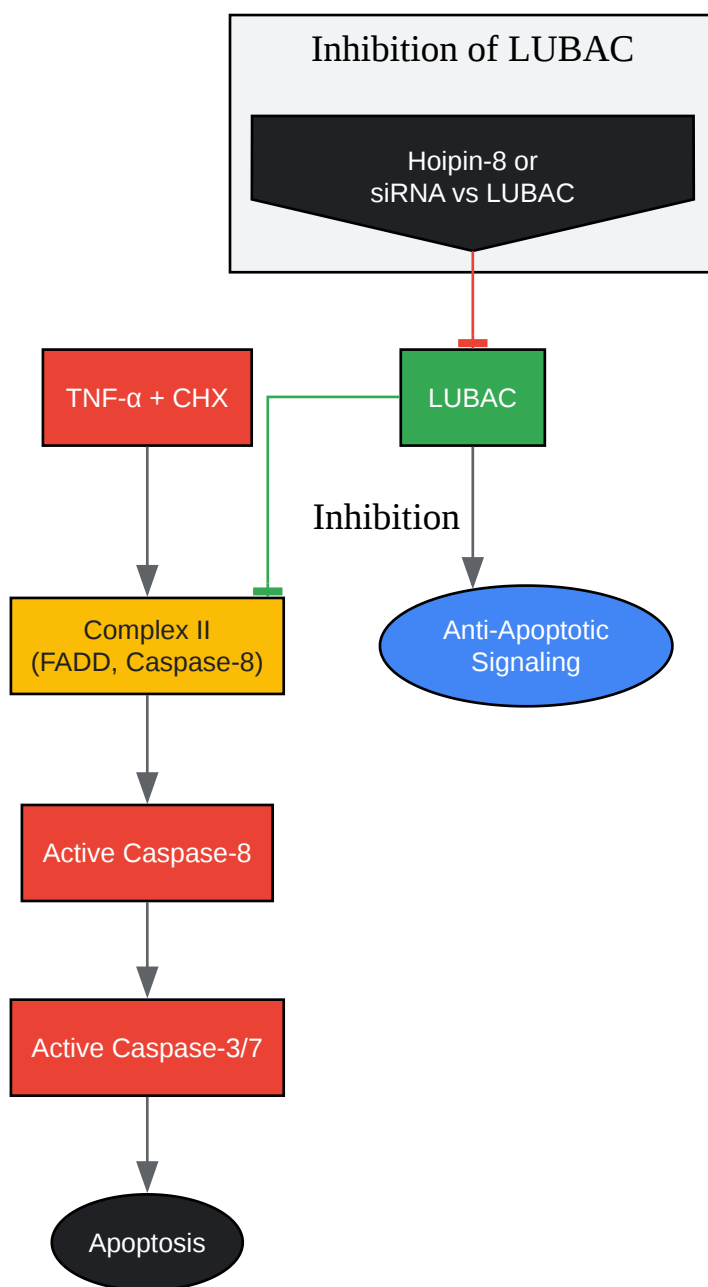 Inhibition of LUBAC
Hoipin-8 or
siRNA vs LUBAC
TNF-α + CHX
LUBAC
Inhibition
Complex II
(FADD, Caspase-8)
Anti-Apoptotic
Signaling
Active Caspase-8
Active Caspase-3/7
Apoptosis